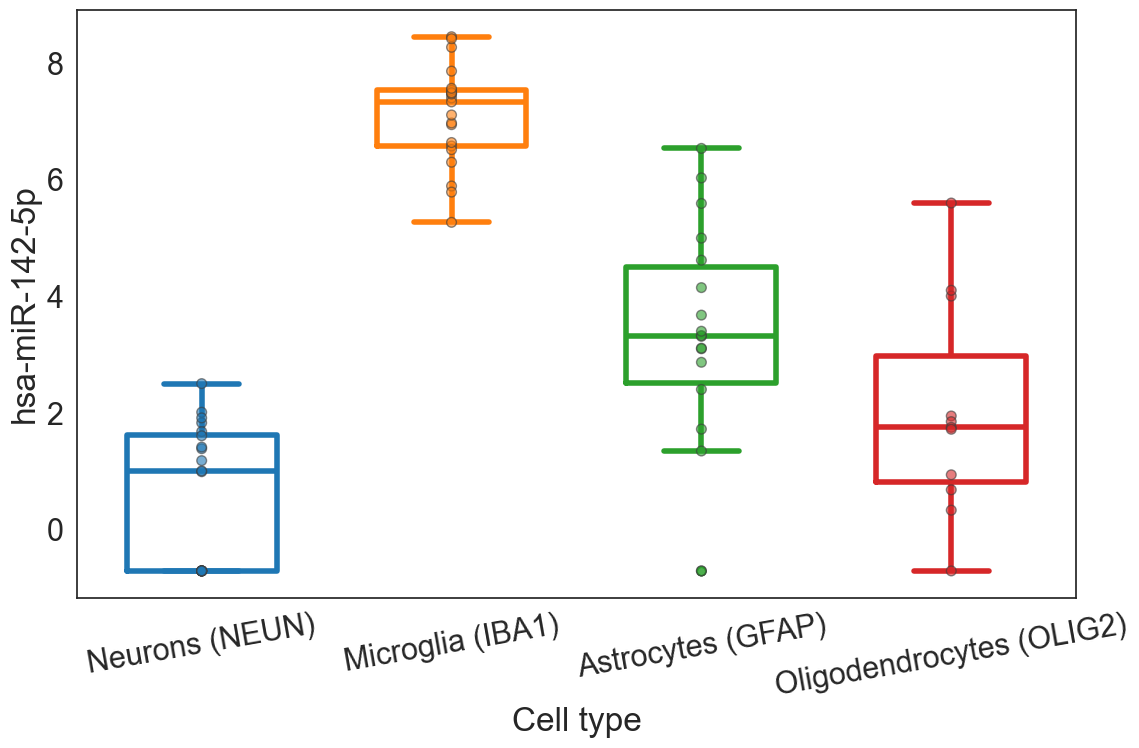 hsa-miR-142-5p
8
6
4
2
0
Neurons (NEUN)
Microglia (IBA1)
Astrocytes (GFAP)
Oligodendrocytes (OLIG2)
Cell type